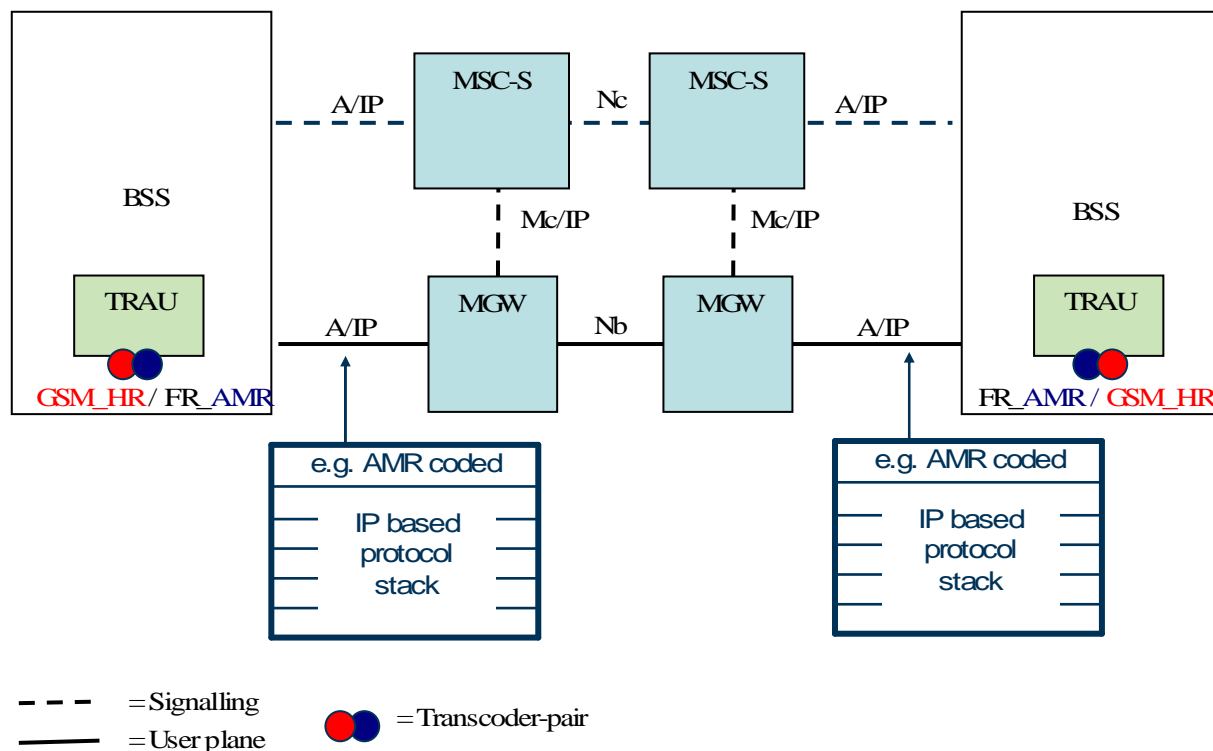 MSC-S
MSC-S
A/IP
Nc
A/IP
BSS
BSS
Mc/IP
Mc/IP
TRAU
MGW
MGW
TRAU
A/IP
Nb
A/IP
GSM_HR / FR_AMR
FR_AMR / GSM_HR
e.g. AMR coded
IP based
protocol
stack
e.g. AMR coded
IP based
protocol
stack
= Signalling
= Transcoder-pair
= User plane